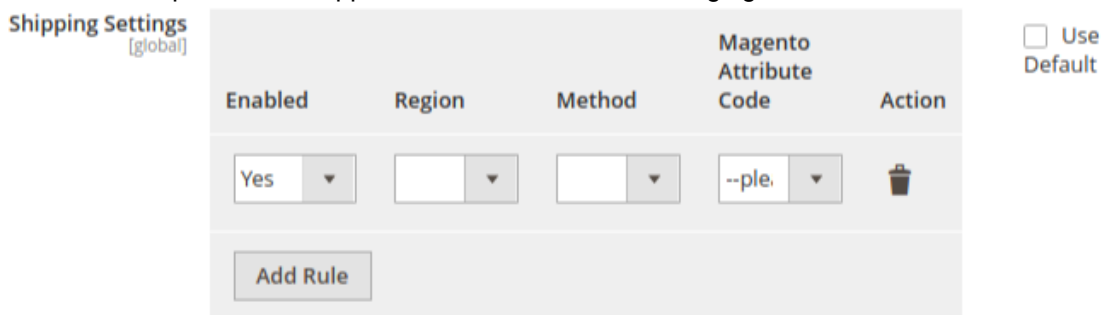 Shipping Settings
[global]
Enabled
Region
Method
Magento
Attribute
Code
Action
Use
Default
Yes
--ple
Add Rule